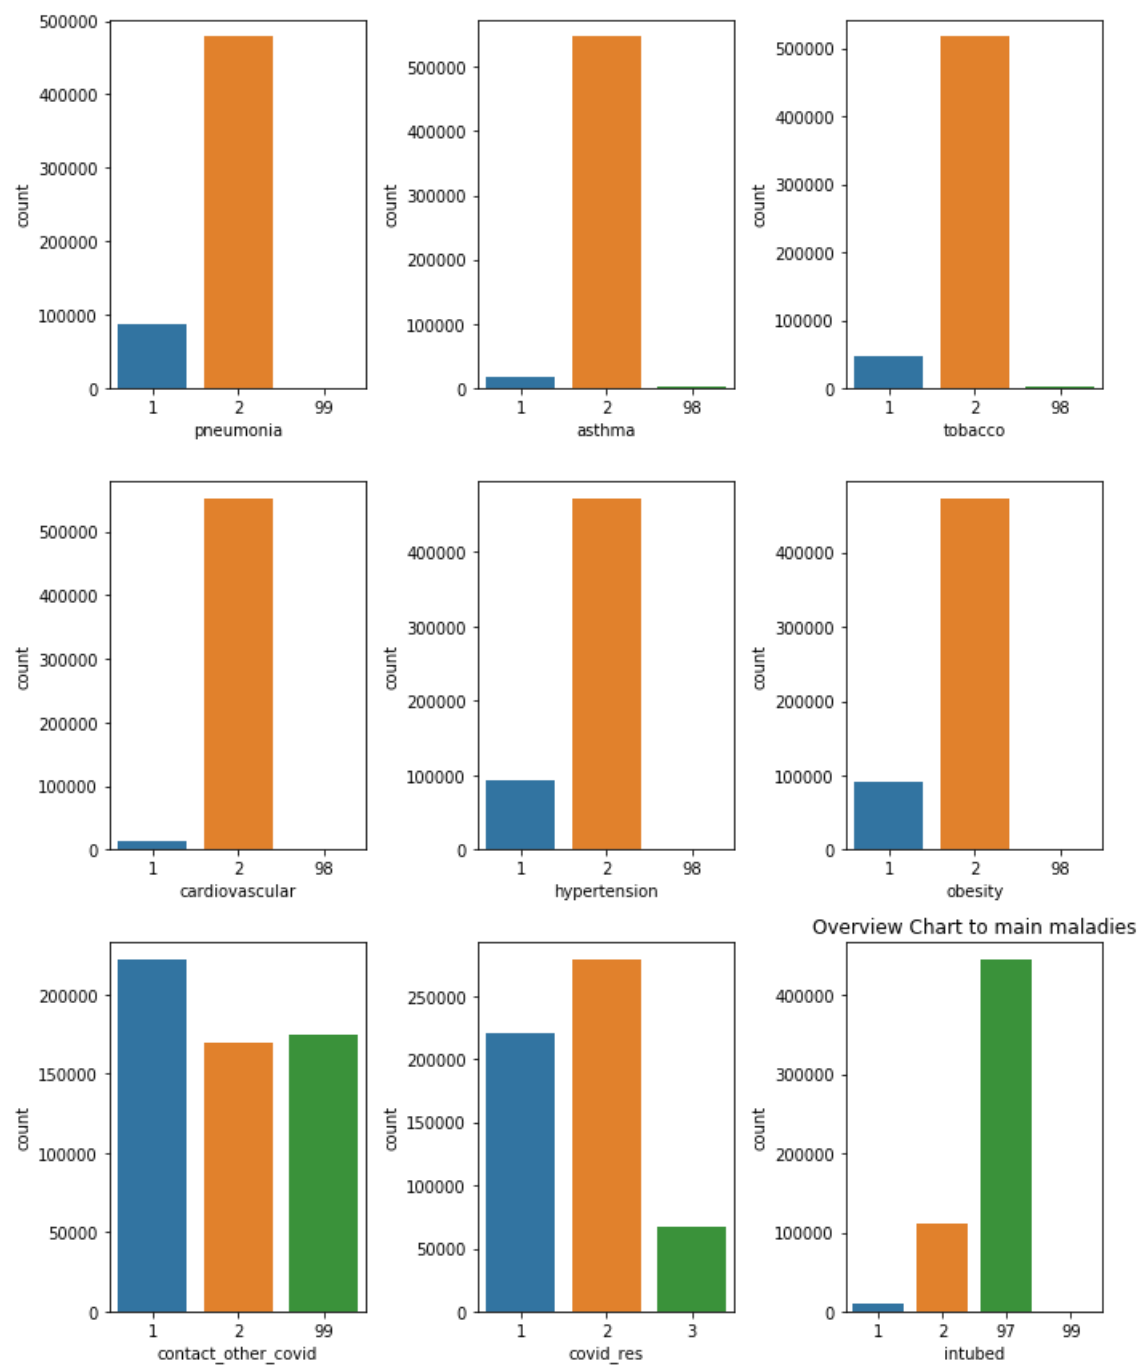 500000
400000
300000
200000
100000
0
count
1 2 99
pneumonia
500000
400000
300000
200000
100000
0
count
1 2 98
asthma
500000
400000
300000
200000
100000
0
count
1 2 98
tobacco
500000
400000
300000
200000
100000
0
count
1 2 98
cardiovascular
400000
300000
200000
100000
0
count
1 2 98
hypertension
400000
300000
200000
100000
0
count
1 2 98
obesity
200000
150000
100000
50000
0
count
1 2 99
contact_other_covid
250000
200000
150000
100000
50000
0
count
1 2 3
covid_res
Overview Chart to main maladies
400000
300000
200000
100000
0
count
1 2 97 99
intubed